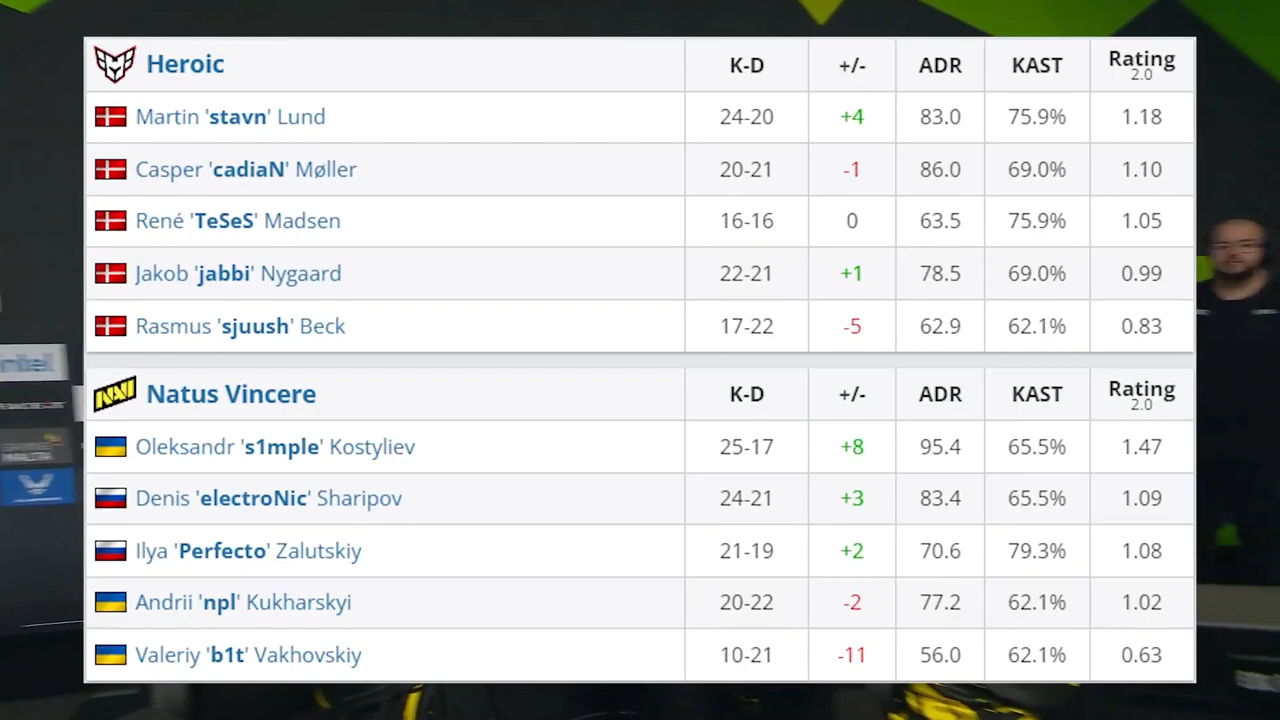 Heroic K-D +/- ADR KAST Rating 2.0
Martin 'stavn' Lund 24-20 +4 83.0 75.9% 1.18
Casper 'cadiaN' Møller 20-21 -1 86.0 69.0% 1.10
René 'TeSeS' Madsen 16-16 0 63.5 75.9% 1.05
Jakob 'jabbi' Nygaard 22-21 +1 78.5 69.0% 0.99
Rasmus 'sjuush' Beck 17-22 -5 62.9 62.1% 0.83
NAVI Natus Vincere K-D +/- ADR KAST Rating 2.0
Oleksandr 's1mple' Kostyliev 25-17 +8 95.4 65.5% 1.47
Denis 'electroNic' Sharipov 24-21 +3 83.4 65.5% 1.09
Ilya 'Perfecto' Zalutskiy 21-19 +2 70.6 79.3% 1.08
Andrii 'npl' Kukharskyi 20-22 -2 77.2 62.1% 1.02
Valeriy 'b1t' Vakhovskiy 10-21 -11 56.0 62.1% 0.63
intel
MALTA